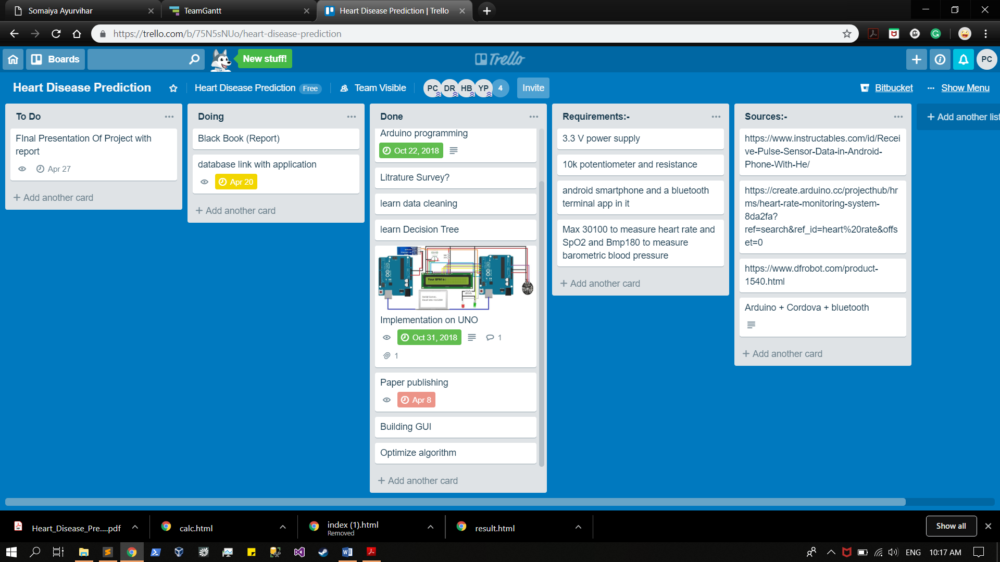 Somaiya Ayurvihar
TeamGantt
Heart Disease Prediction | Trello
https://trello.com/b/75N5sNUo/heart-disease-prediction
Boards
New stuff!
Trello
PC
Heart Disease Prediction
Heart Disease Prediction Free
Team Visible
PC DR HB YP 4
Invite
Bitbucket
... Show Menu
To Do
FInal Presentation Of Project with
report
Apr 27
+ Add another card
Doing
Black Book (Report)
database link with application
Apr 20
+ Add another card
Done
Arduino programming
Oct 22, 2018
Litrature Survey?
learn data cleaning
learn Decision Tree
Your BPM is :
Implementation on UNO
Oct 31, 2018
1
1
Paper publishing
Apr 8
Building GUI
Optimize algorithm
+ Add another card
Requirements:-
3.3 V power supply
10k potentiometer and resistance
android smartphone and a bluetooth
terminal app in it
Max 30100 to measure heart rate and
SpO2 and Bmp180 to measure
barometric blood pressure
+ Add another card
Sources:-
https://www.instructables.com/id/Recei
ve-Pulse-Sensor-Data-in-Android-
Phone-With-He/
https://create.arduino.cc/projecthub/hr
ms/heart-rate-monitoring-system-
8da2fa?
ref=search&ref_id=heart%20rate&offs
et=0
https://www.dfrobot.com/product-
1540.html
Arduino + Cordova + bluetooth
+ Add another card
+ Add another list
Heart_Disease_Pre....pdf
calc.html
index (1).html
Removed
result.html
Show all
ENG
10:17 AM